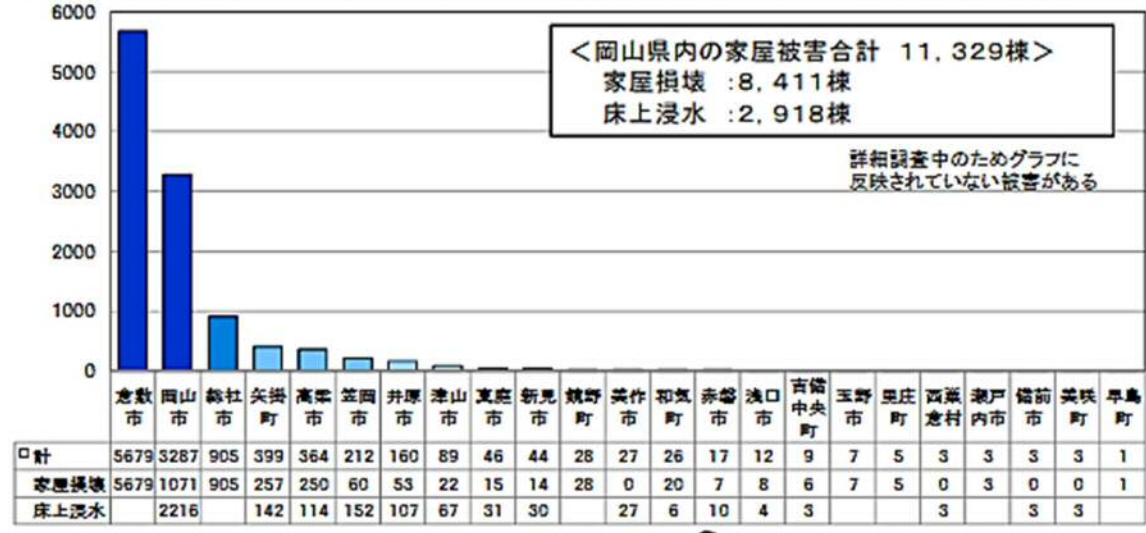 6000
5000
4000
3000
2000
1000
0
＜岡山県内の家屋被害合計 11，329棟＞
家屋損壊 ：8，411棟
床上浸水 ：2，918棟
詳細調査中のためグラフに
反映されていない被害がある
倉敷市 岡山市 総社市 矢掛町 高梁市 笠岡市 井原市 津山市 真庭市 新見市 鏡野町 美作市 和気町 赤磐市 浅口市 吉備中央町 玉野市 里庄町 西粟倉村 瀬戸内市 備前市 美咲町 早島町
計 5679 3287 905 399 364 212 160 89 46 44 28 27 26 17 12 9 7 5 3 3 3 3 1
家屋損壊 5679 1071 905 257 250 60 53 22 15 14 28 0 20 7 8 6 7 5 0 3 0 0 1
床上浸水 2216 142 114 152 107 67 31 30 27 6 10 4 3 3 3 3